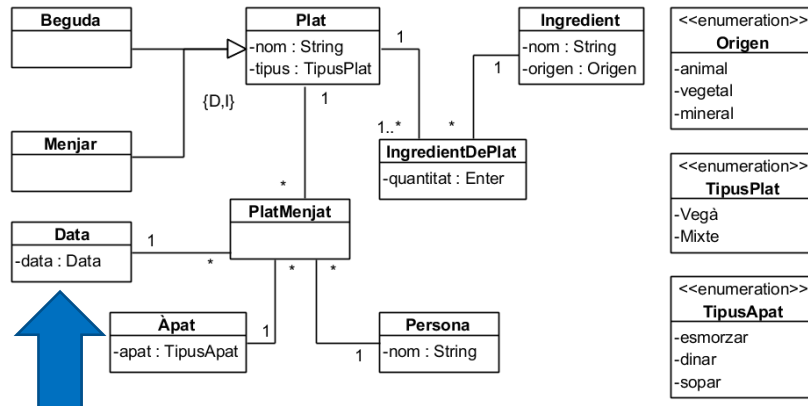 Beguda
Plat
-nom : String
-tipus : TipusPlat
Ingredient
-nom : String
-origen : Origen
<<enumeration>>
Origen
-animal
-vegetal
-mineral
1
1
1
{D,I}
1..*
*
Menjar
IngredientDePlat
-quantitat : Enter
<<enumeration>>
TipusPlat
-Vegà
-Mixte
*
PlatMenjat
Data
-data : Data
1
*
*
*
<<enumeration>>
TipusApat
-esmorzar
-dinar
-sopar
Àpat
-apat : TipusApat
1
1
Persona
-nom : String